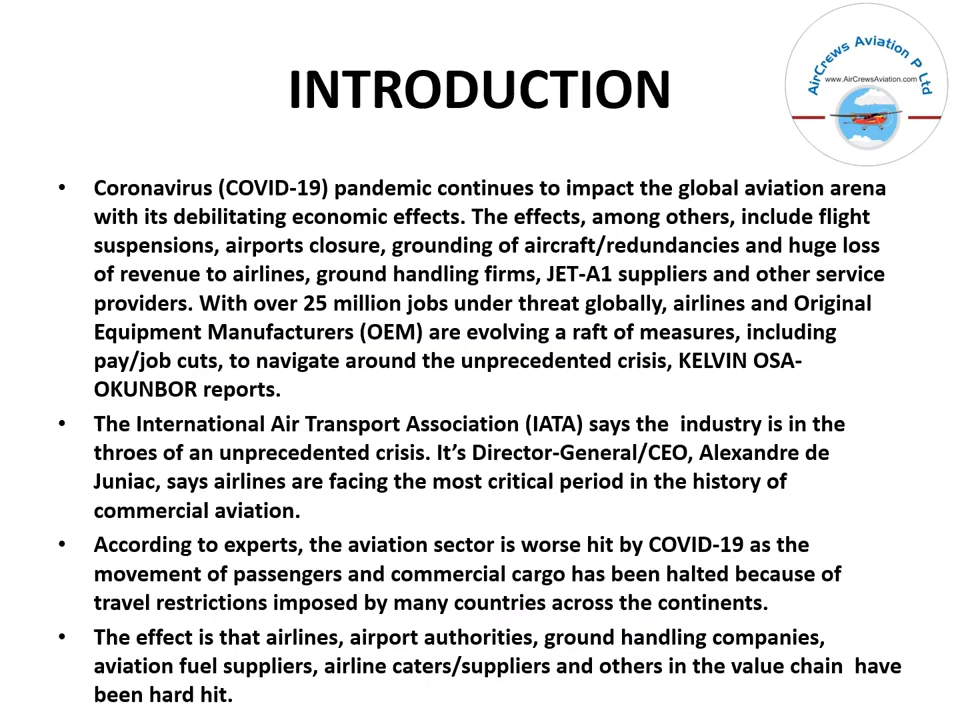 INTRODUCTION
AirCrews Aviation P Ltd
www.AirCrewsAviation.com
• Coronavirus (COVID-19) pandemic continues to impact the global aviation arena
with its debilitating economic effects. The effects, among others, include flight
suspensions, airports closure, grounding of aircraft/redundancies and huge loss
of revenue to airlines, ground handling firms, JET-A1 suppliers and other service
providers. With over 25 million jobs under threat globally, airlines and Original
Equipment Manufacturers (OEM) are evolving a raft of measures, including
pay/job cuts, to navigate around the unprecedented crisis, KELVIN OSA-
OKUNBOR reports.
• The International Air Transport Association (IATA) says the  industry is in the
throes of an unprecedented crisis. It’s Director-General/CEO, Alexandre de
Juniac, says airlines are facing the most critical period in the history of
commercial aviation.
• According to experts, the aviation sector is worse hit by COVID-19 as the
movement of passengers and commercial cargo has been halted because of
travel restrictions imposed by many countries across the continents.
• The effect is that airlines, airport authorities, ground handling companies,
aviation fuel suppliers, airline caters/suppliers and others in the value chain  have
been hard hit.